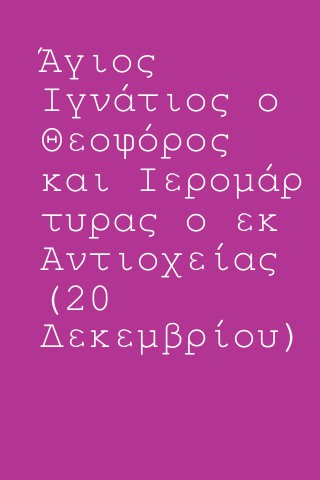 Άγιος
Ιγνάτιος ο
Θεοφόρος
και Ιερομάρ
τυρας ο εκ
Αντιοχείας
(20
Δεκεμβρίου)